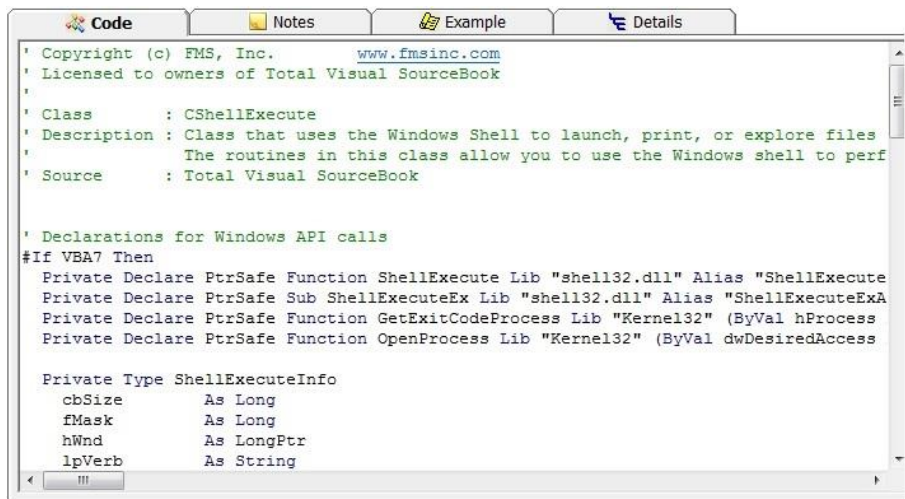 Code Notes Example Details
' Copyright (c) FMS, Inc. www.fmsinc.com
' Licensed to owners of Total Visual SourceBook
'
' Class : CShellExecute
' Description : Class that uses the Windows Shell to launch, print, or explore files
' The routines in this class allow you to use the Windows shell to perf
' Source : Total Visual SourceBook
' Declarations for Windows API calls
#If VBA7 Then
Private Declare PtrSafe Function ShellExecute Lib "shell32.dll" Alias "ShellExecute
Private Declare PtrSafe Sub ShellExecuteEx Lib "shell32.dll" Alias "ShellExecuteExA
Private Declare PtrSafe Function GetExitCodeProcess Lib "Kernel32" (ByVal hProcess
Private Declare PtrSafe Function OpenProcess Lib "Kernel32" (ByVal dwDesiredAccess
Private Type ShellExecuteInfo
cbSize As Long
fMask As Long
hWnd As LongPtr
lpVerb As String